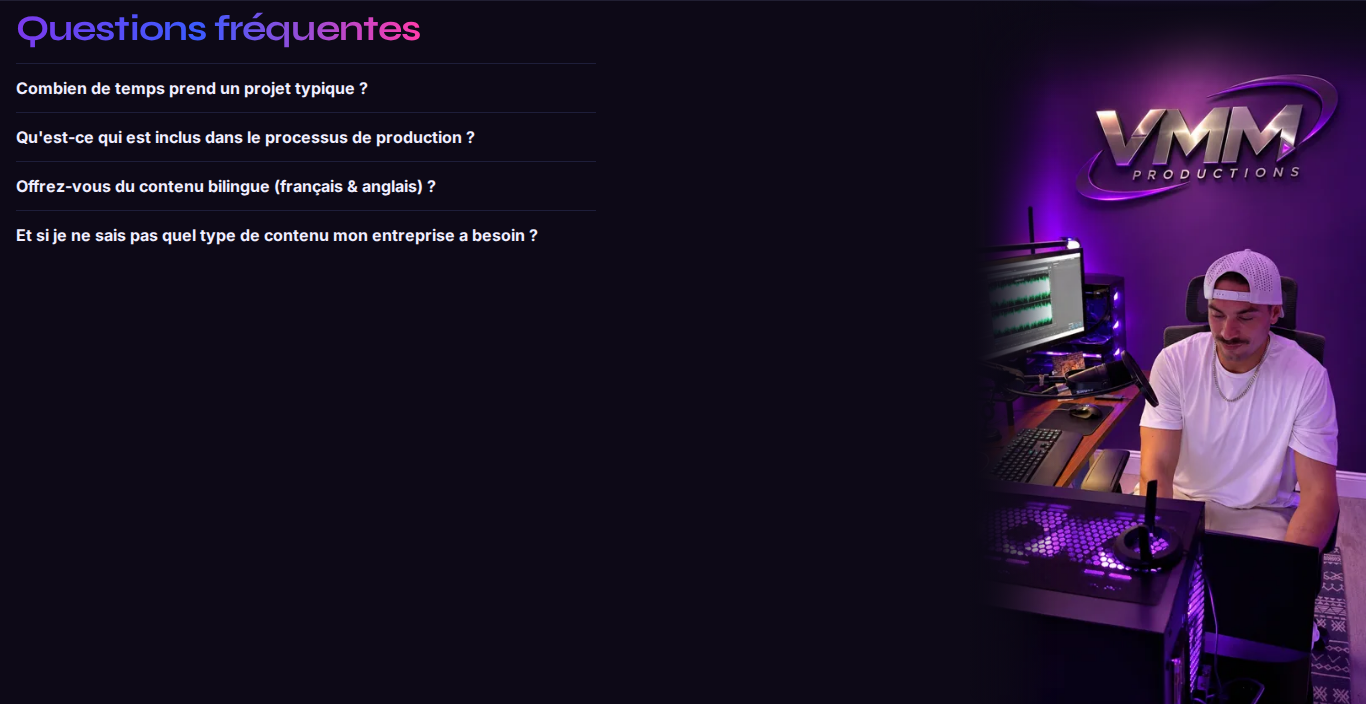 Questions fréquentes
Combien de temps prend un projet typique ?
Qu'est-ce qui est inclus dans le processus de production ?
Offrez-vous du contenu bilingue (français & anglais) ?
Et si je ne sais pas quel type de contenu mon entreprise a besoin ?
VMM
PRODUCTIONS